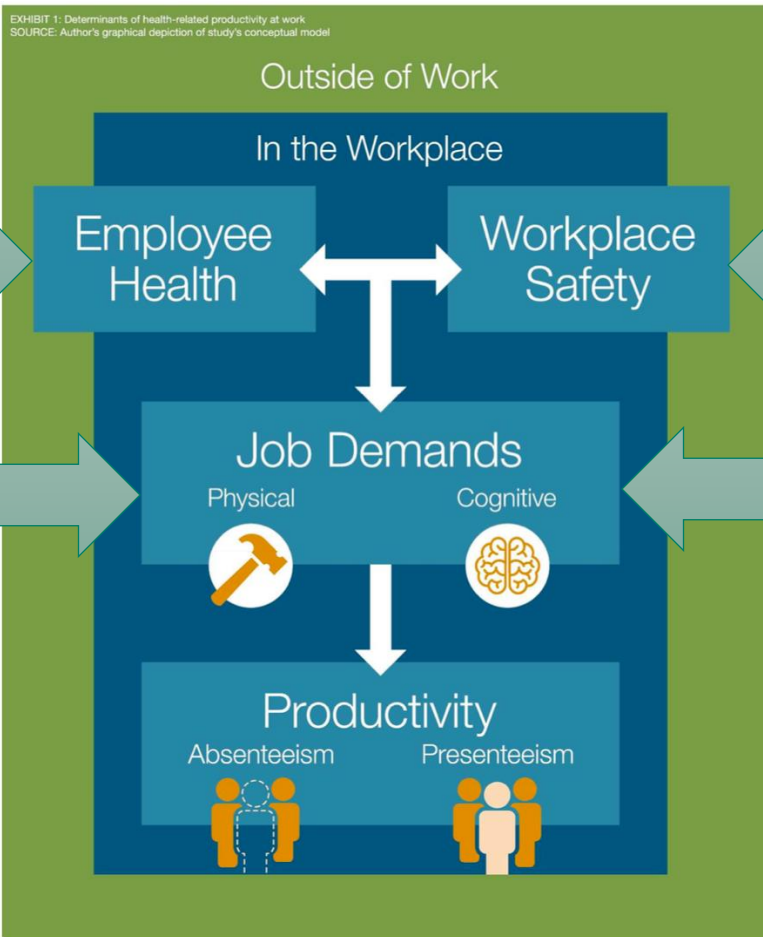 EXHIBIT 1: Determinants of health-related productivity at work
SOURCE: Author's graphical depiction of study's conceptual model
Outside of Work
In the Workplace
Employee
Health
Workplace
Safety
Job Demands
Physical
Cognitive
Productivity
Absenteeism
Presenteeism